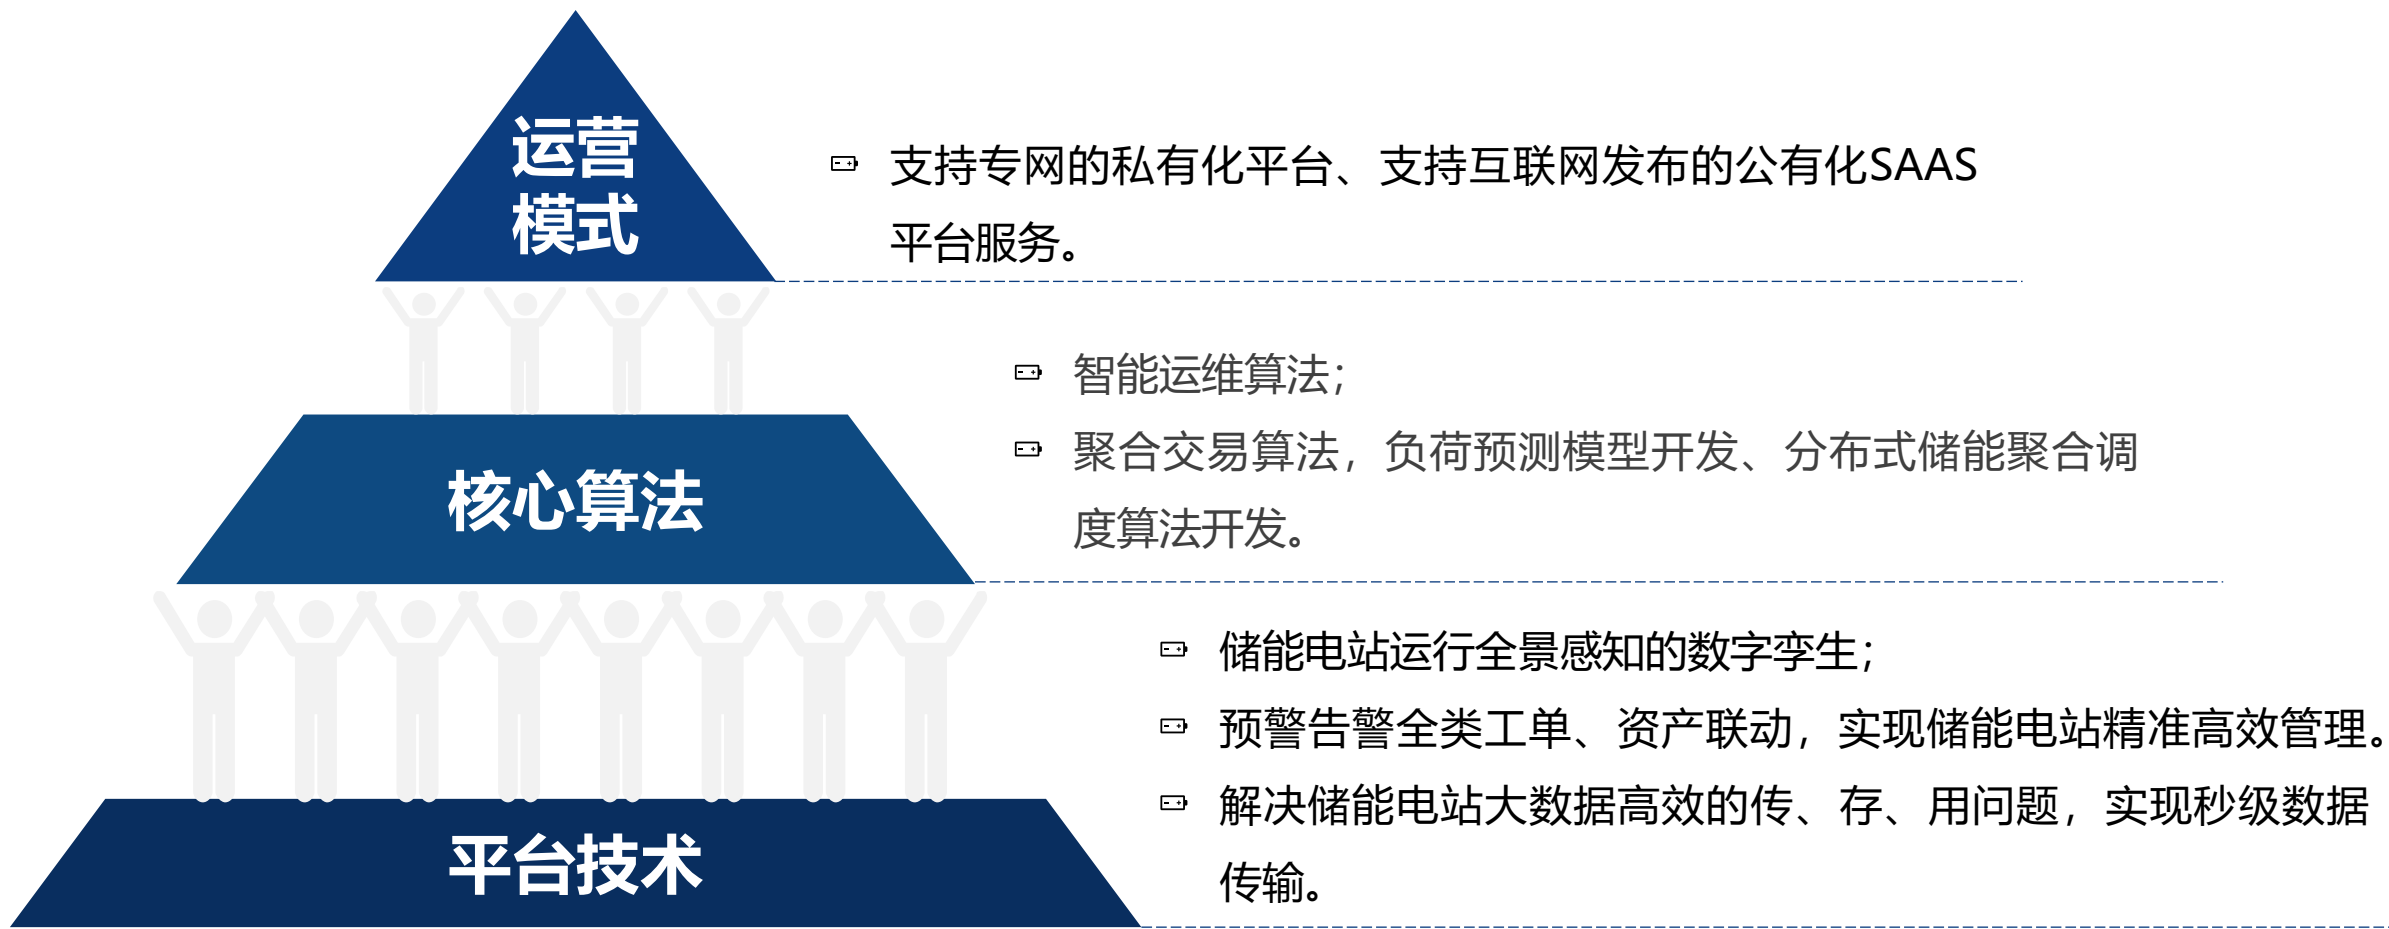 运营
模式
支持专网的私有化平台、支持互联网发布的公有化SAAS
平台服务。
核心算法
智能运维算法；
聚合交易算法，负荷预测模型开发、分布式储能聚合调
度算法开发。
平台技术
储能电站运行全景感知的数字孪生；
预警告警全类工单、资产联动，实现储能电站精准高效管理。
解决储能电站大数据高效的传、存、用问题，实现秒级数据
传输。